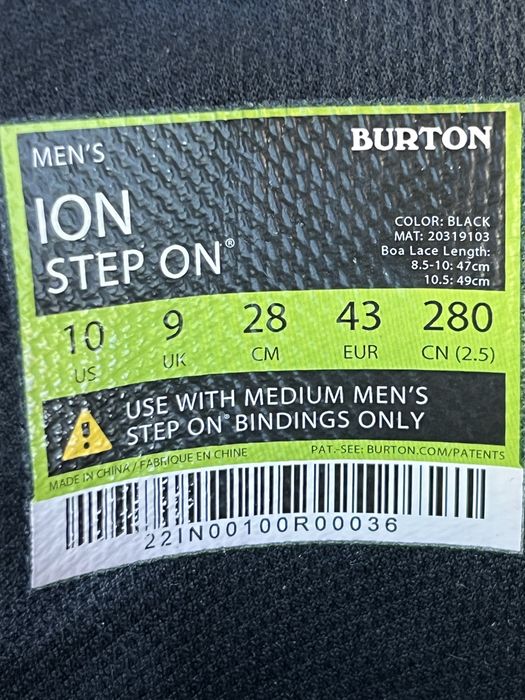 MEN'S
BURTON
ION
STEP ON®
COLOR: BLACK
MAT: 20319103
Boa Lace Length:
8.5-10: 47cm
10.5: 49cm
10 9 28 43 280
US UK CM EUR CN (2.5)
USE WITH MEDIUM MEN'S
STEP ON® BINDINGS ONLY
MADE IN CHINA / FABRIQUE EN CHINE
PAT.-SEE: BURTON.COM/PATENTS
22IN00100R00036